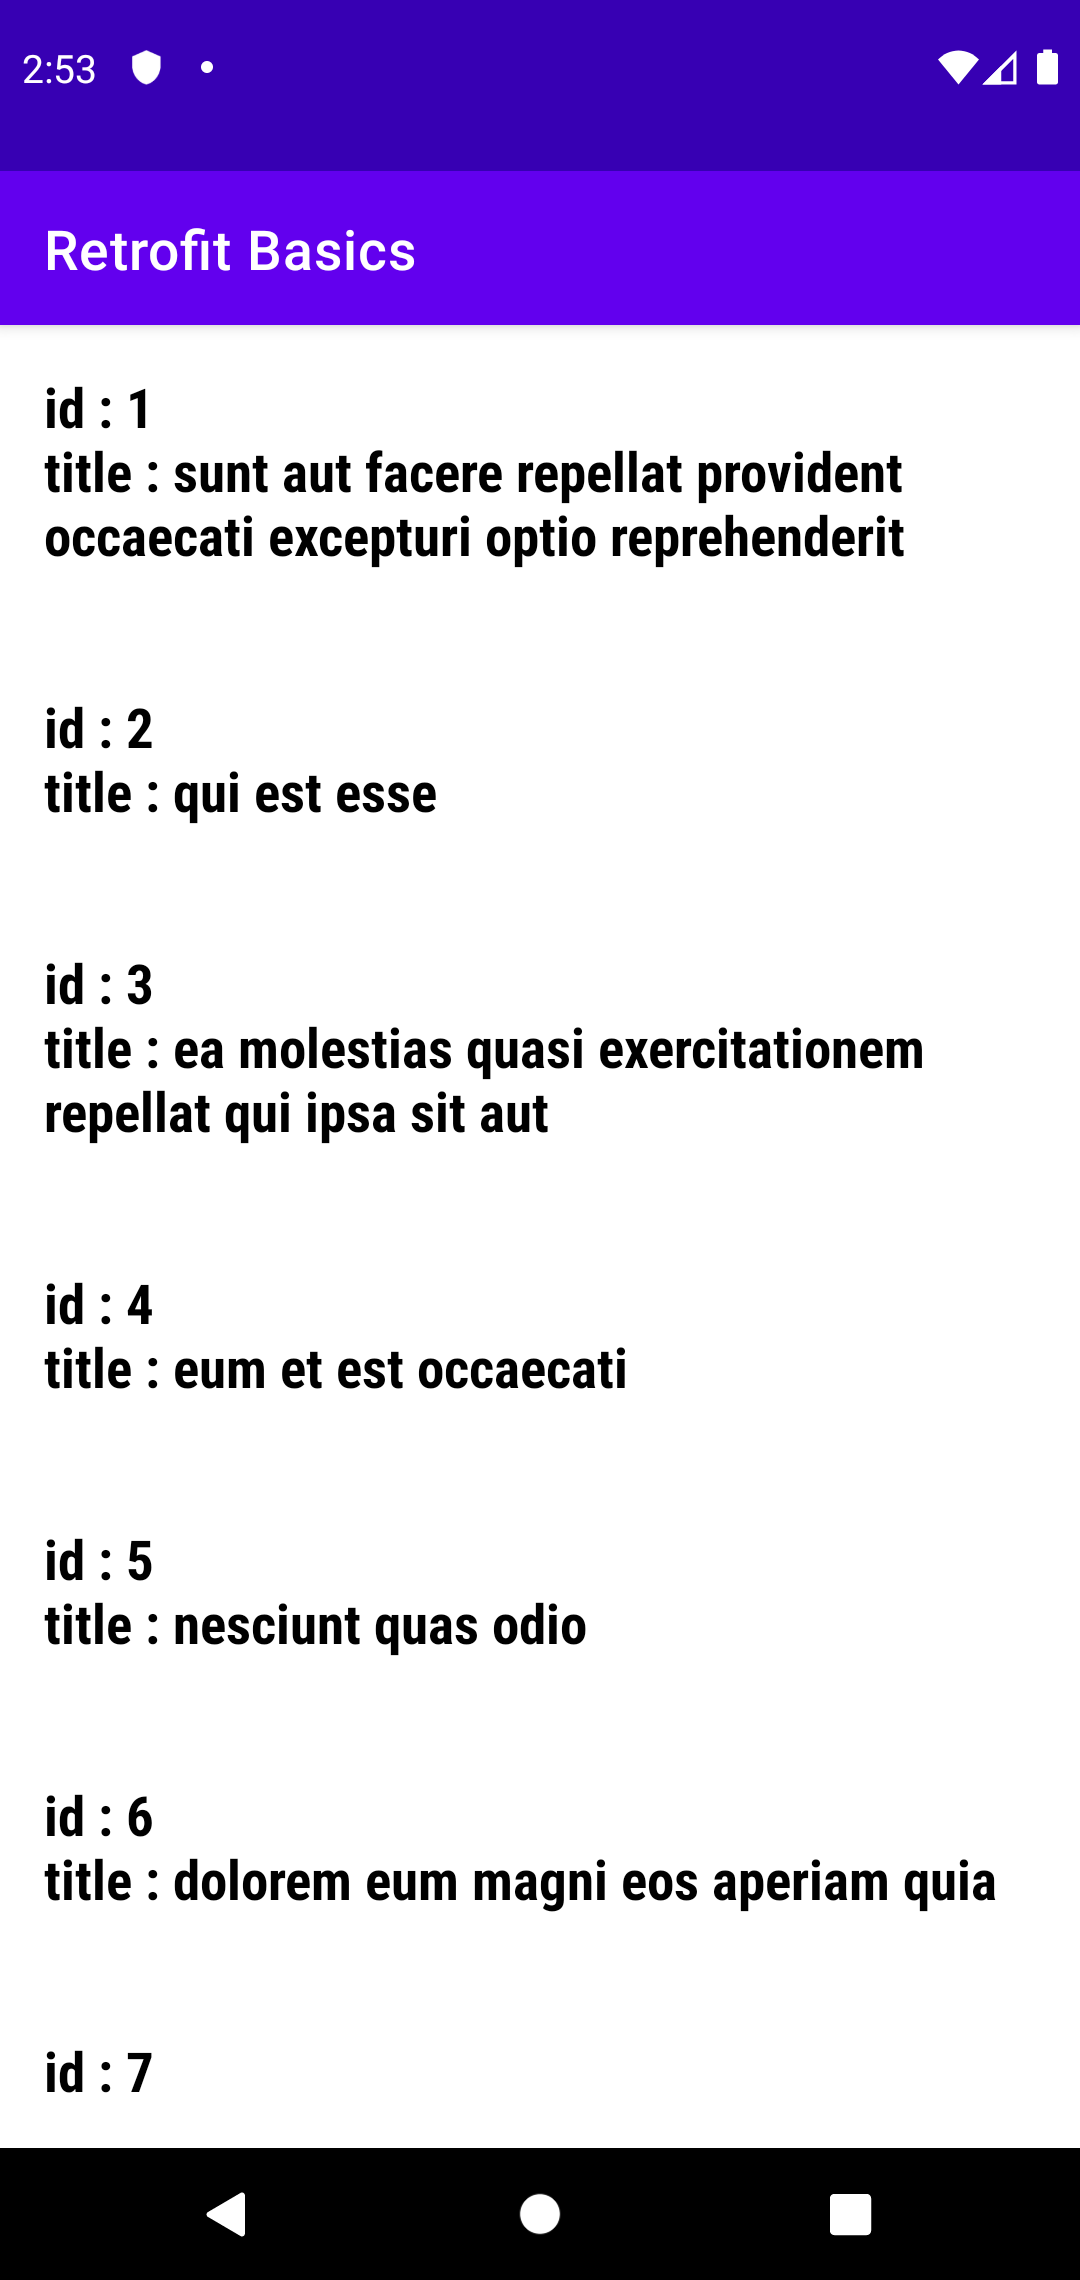 2:53
Retrofit Basics
id : 1
title : sunt aut facere repellat provident
occaecati excepturi optio reprehenderit
id : 2
title : qui est esse
id : 3
title : ea molestias quasi exercitationem
repellat qui ipsa sit aut
id : 4
title : eum et est occaecati
id : 5
title : nesciunt quas odio
id : 6
title : dolorem eum magni eos aperiam quia
id : 7